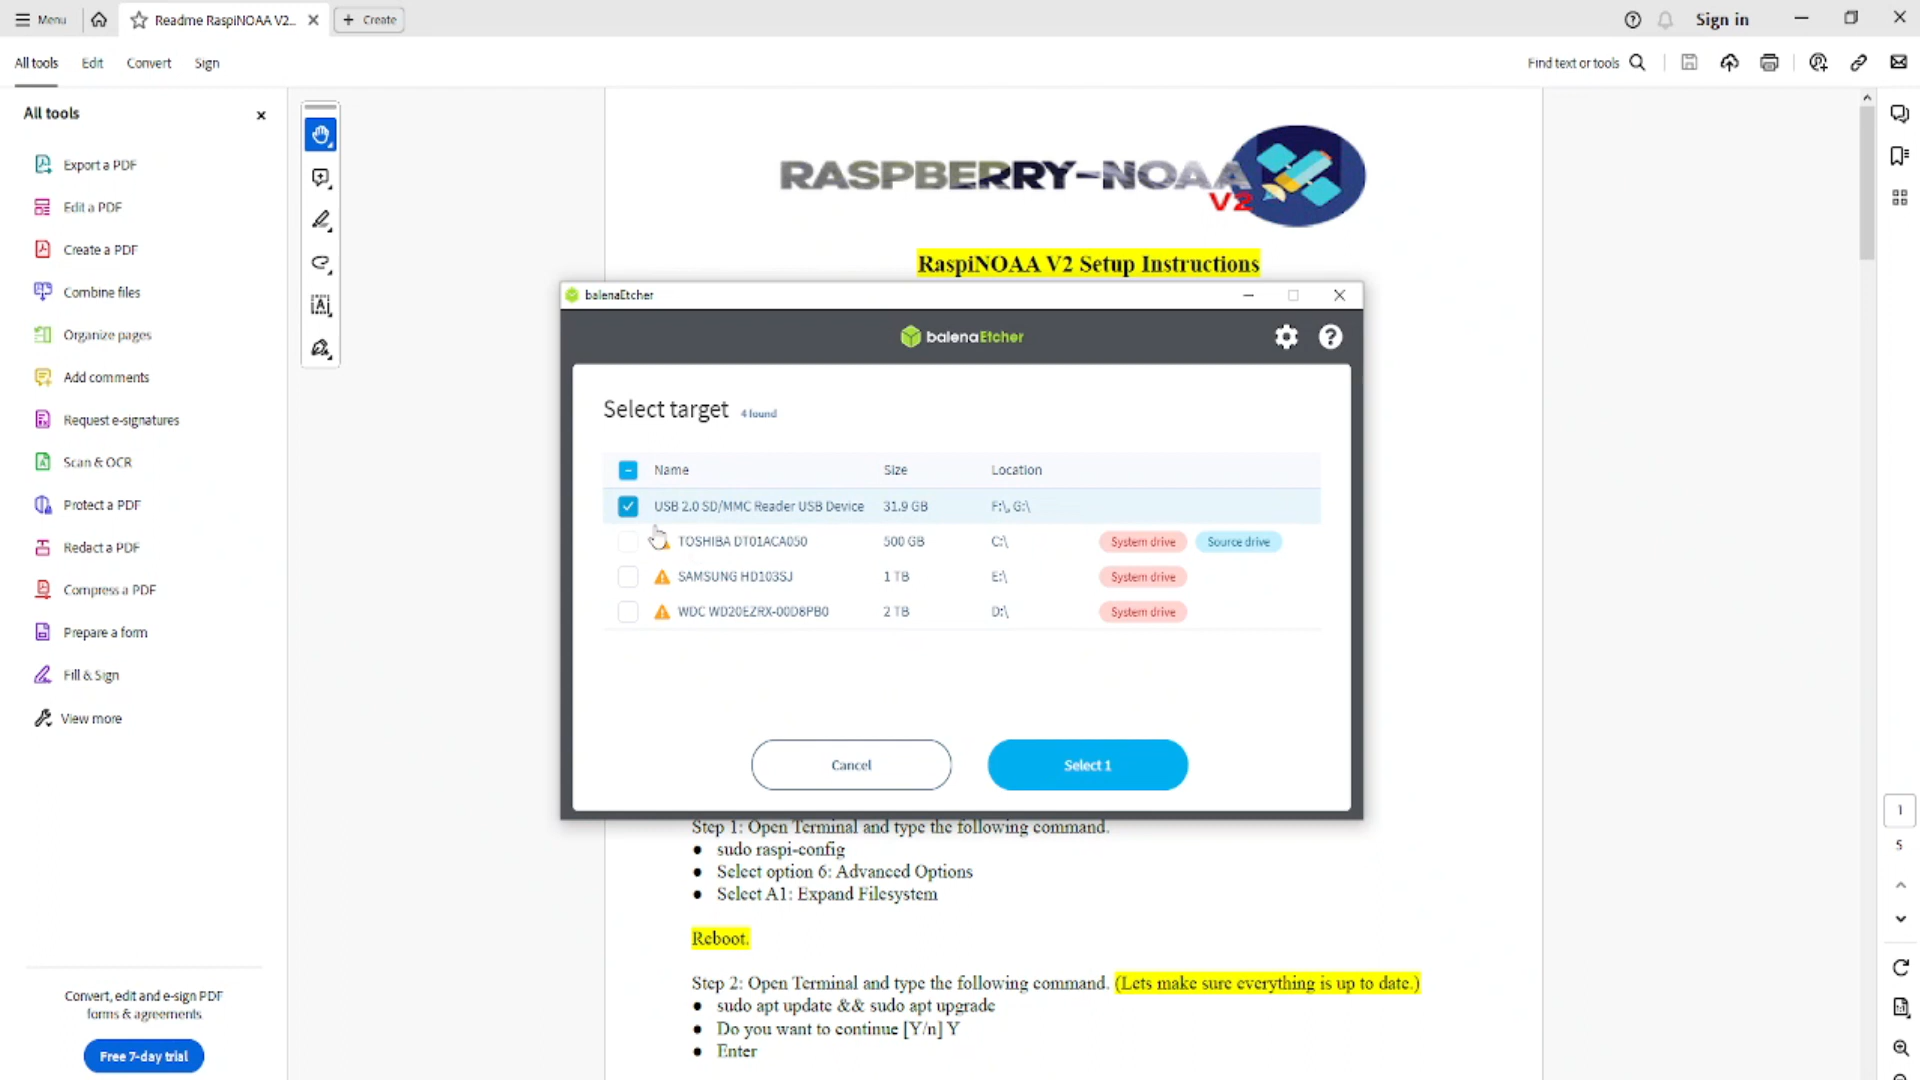 Menu
Readme RaspiNOAA V2...
Create
Sign in
All tools
Edit
Convert
Sign
Find text or tools
All tools
Export a PDF
Edit a PDF
Create a PDF
Combine files
Organize pages
Add comments
Request e-signatures
Scan & OCR
Protect a PDF
Redact a PDF
Compress a PDF
Prepare a form
Fill & Sign
View more
Convert, edit and e-sign PDF
forms & agreements
Free 7-day trial
RASPBERRY-NOAA
V2
RaspiNOAA V2 Setup Instructions
balenaEtcher
balenaEtcher
Select target 4 found
Name Size Location
USB 2.0 SD/MMC Reader USB Device 31.9 GB F:\, G:\
TOSHIBA DT01ACA050 500 GB C:\ System drive Source drive
SAMSUNG HD103SJ 1 TB E:\ System drive
WDC WD20EZRX-00D8PB0 2 TB D:\ System drive
Cancel
Select 1
Step 1: Open Terminal and type the following command.
● sudo raspi-config
● Select option 6: Advanced Options
● Select A1: Expand Filesystem
Reboot.
Step 2: Open Terminal and type the following command. (Lets make sure everything is up to date.)
● sudo apt update && sudo apt upgrade
● Do you want to continue [Y/n] Y
● Enter
1
5